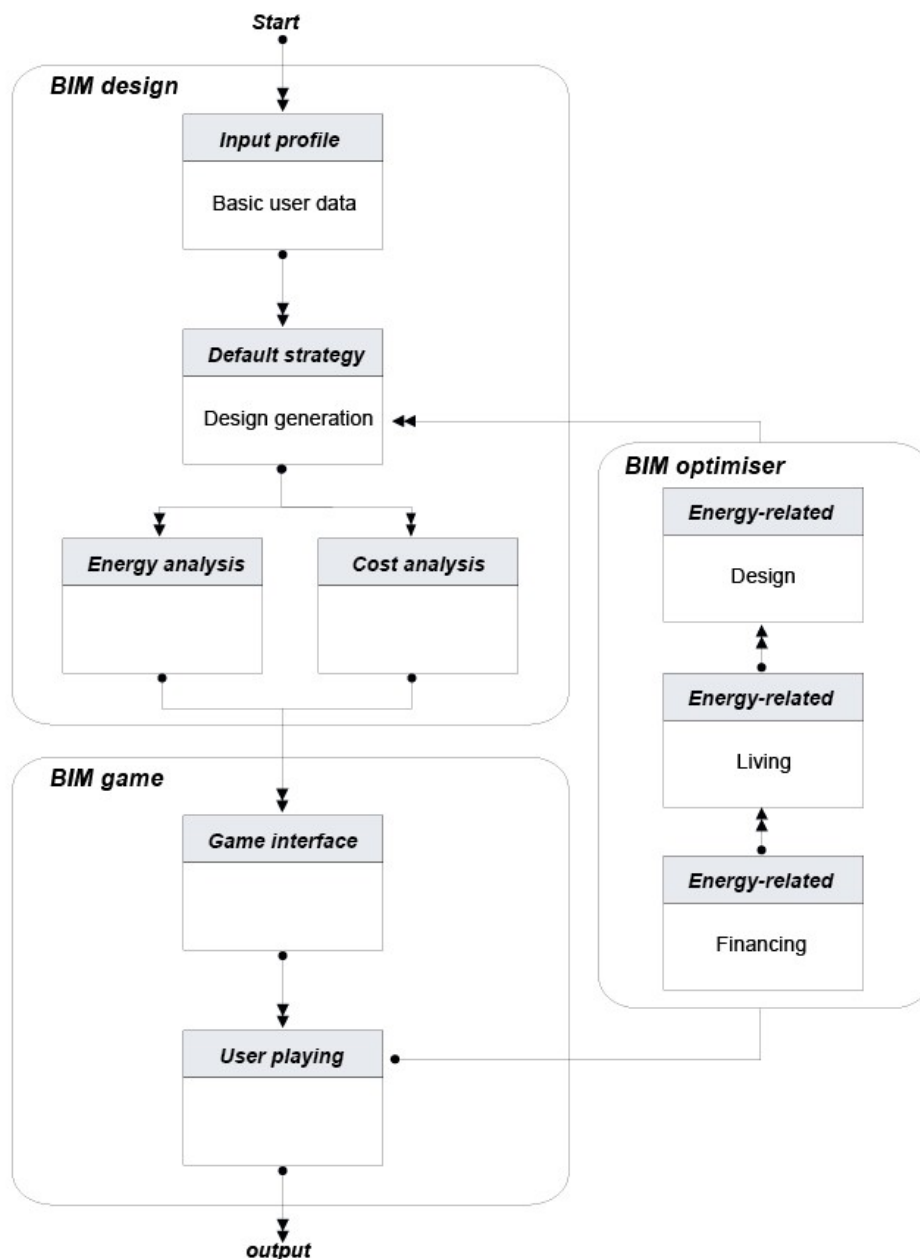 Start
BIM design
Input profile
Basic user data
Default strategy
Design generation
Energy analysis
Cost analysis
BIM game
Game interface
User playing
output
BIM optimiser
Energy-related
Design
Energy-related
Living
Energy-related
Financing